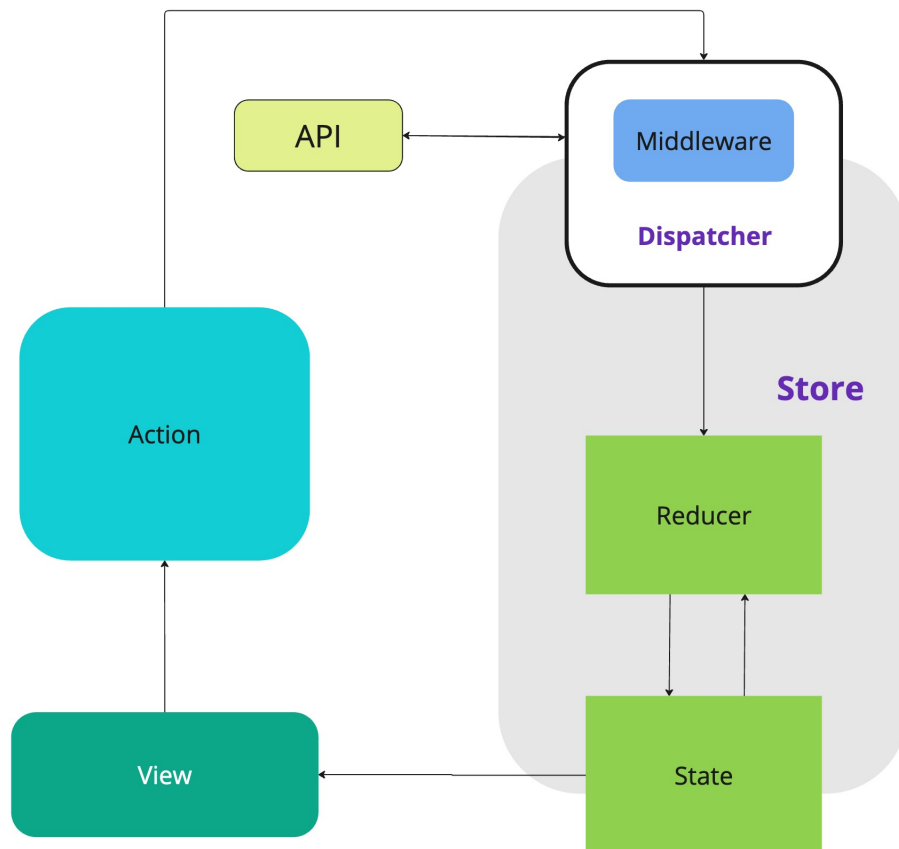 API
Middleware
Dispatcher
Store
Action
Reducer
View
State